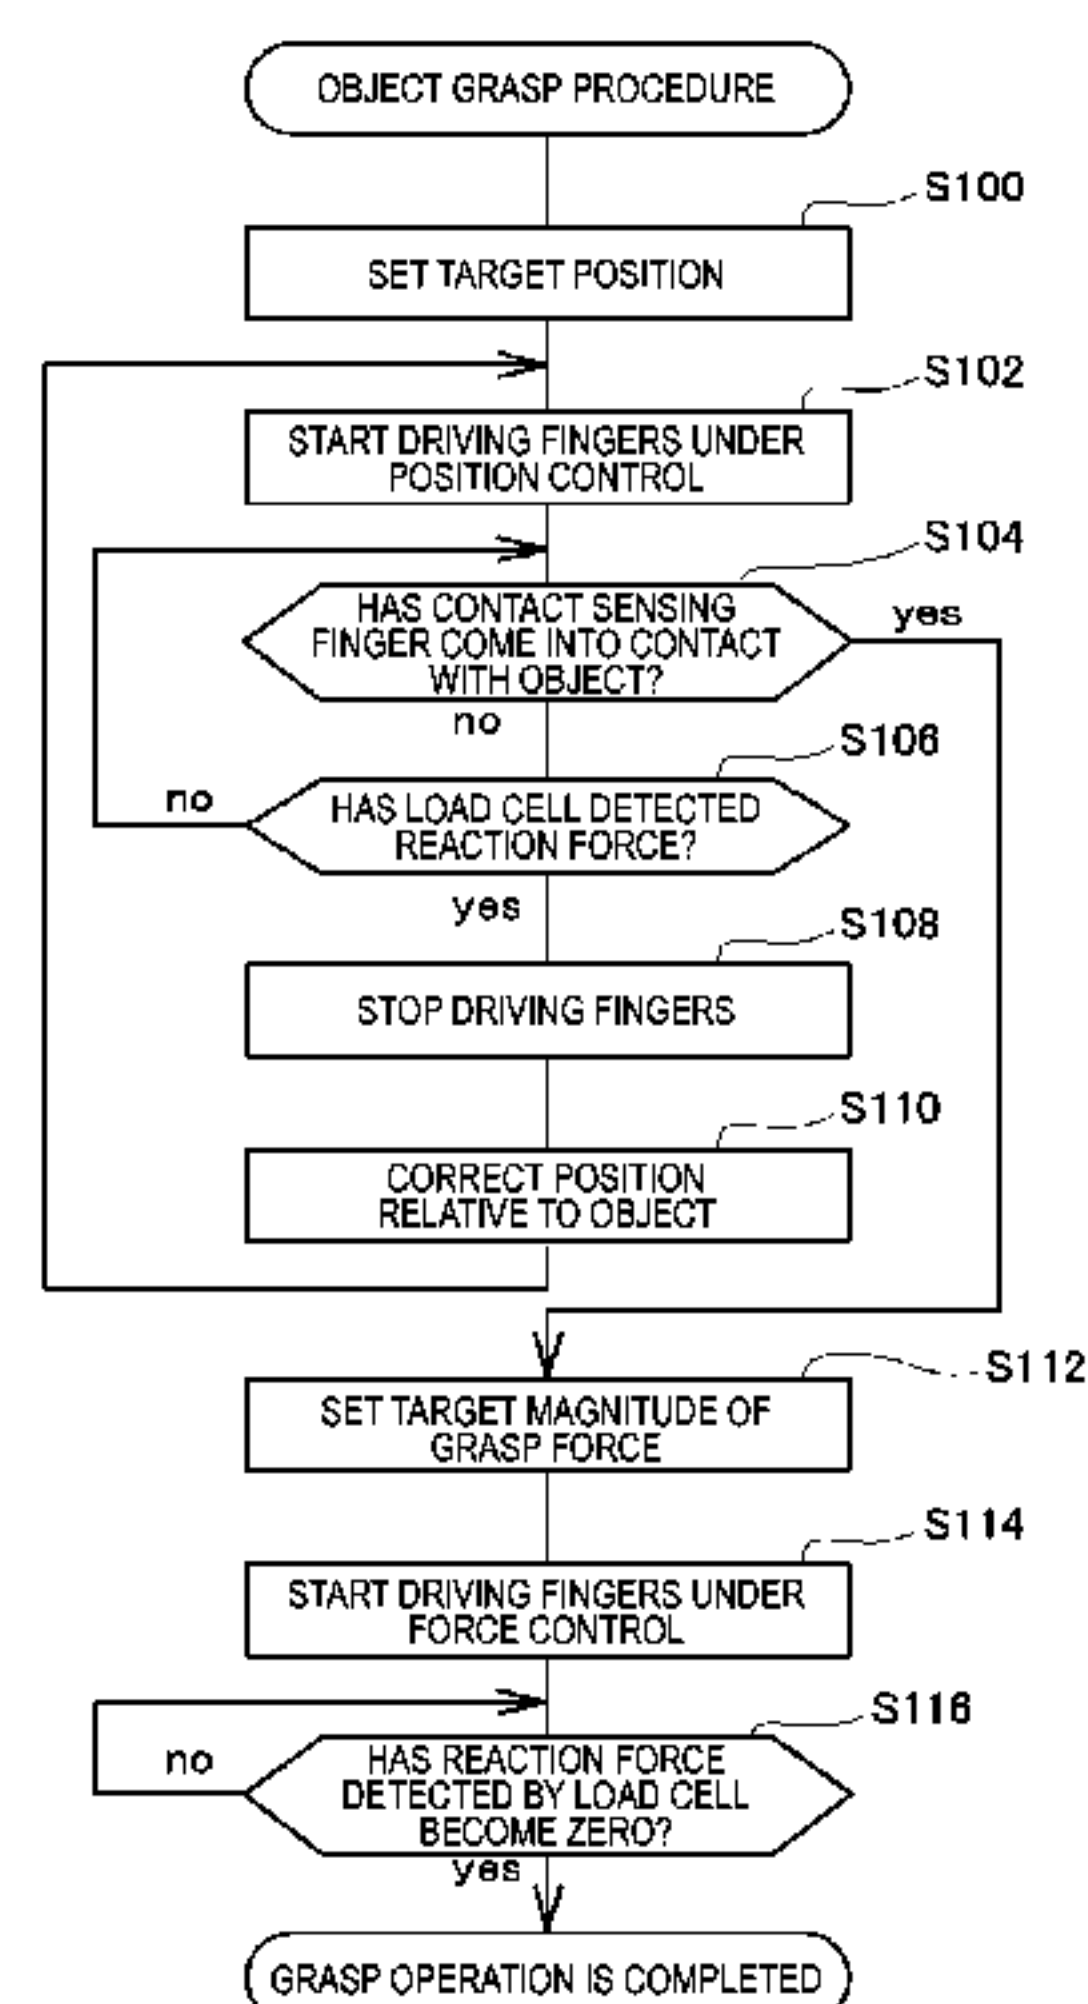 OBJECT GRASP PROCEDURE
S100
SET TARGET POSITION
S102
START DRIVING FINGERS UNDER
POSITION CONTROL
S104
HAS CONTACT SENSING
FINGER COME INTO CONTACT
WITH OBJECT?
yes
no
S106
HAS LOAD CELL DETECTED
REACTION FORCE?
no
yes
S108
STOP DRIVING FINGERS
S110
CORRECT POSITION
RELATIVE TO OBJECT
S112
SET TARGET MAGNITUDE OF
GRASP FORCE
S114
START DRIVING FINGERS UNDER
FORCE CONTROL
S116
no
HAS REACTION FORCE
DETECTED BY LOAD CELL
BECOME ZERO?
yes
GRASP OPERATION IS COMPLETED